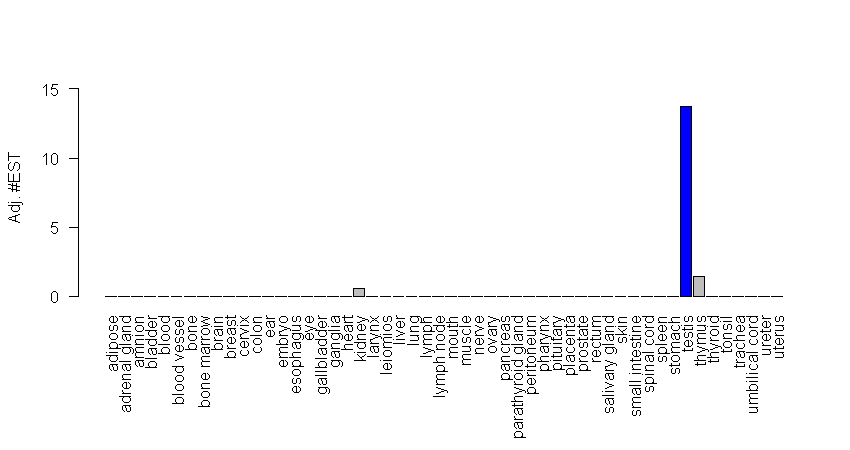 Adj. #EST
15
10
5
0
adipose
adrenal gland
amnion
bladder
blood
blood vessel
bone
bone marrow
brain
breast
cervix
colon
ear
embryo
esophagus
eye
gallbladder
ganglia
heart
kidney
larynx
leiomios
liver
lung
lymph
lymph node
mouth
muscle
nerve
ovary
pancreas
parathyroid gland
peritoneum
pharynx
pituitary
placenta
prostate
rectum
salivary gland
skin
small intestine
spinal cord
spleen
stomach
testis
thymus
thyroid
tonsil
trachea
umbilical cord
ureter
uterus